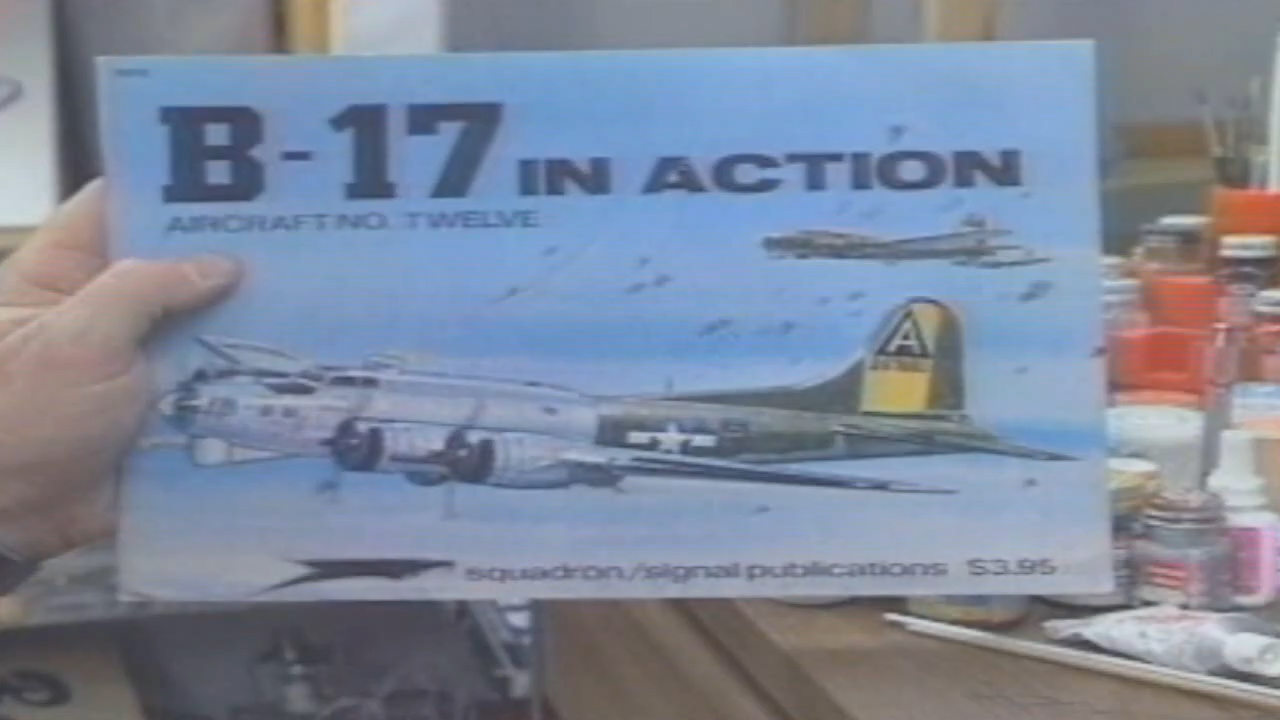 B-17 IN ACTION
AIRCRAFT NO. TWELVE
A
squadron/signal publications $3.95